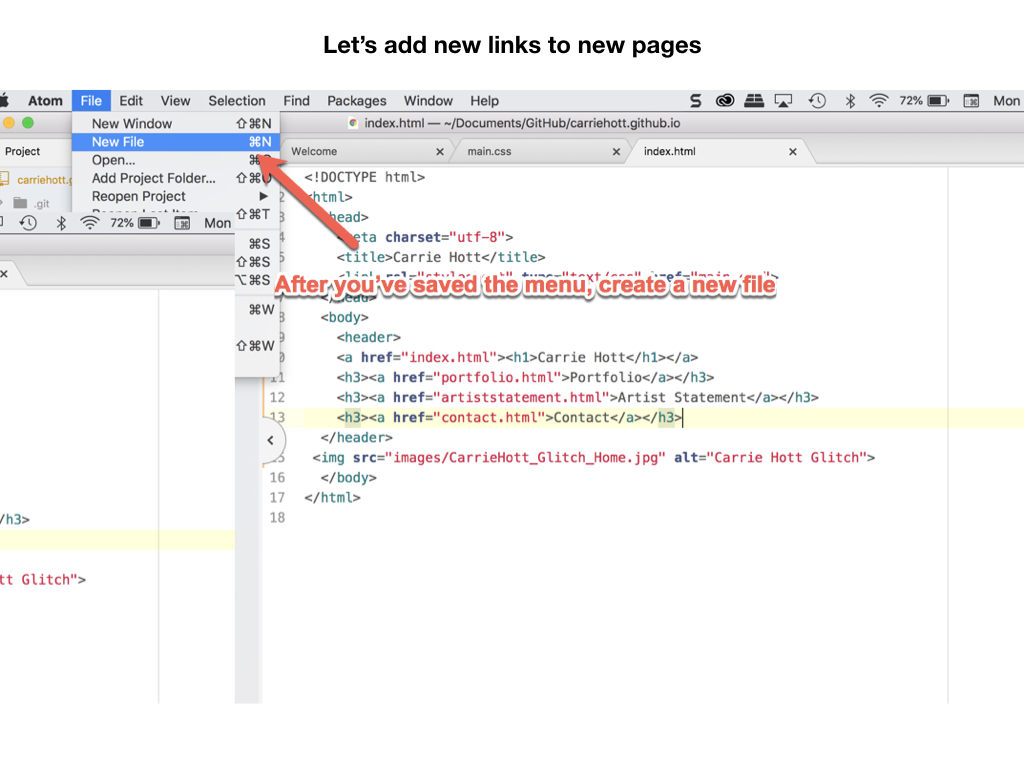 Let’s add new links to new pages
Atom File Edit View Selection Find Packages Window Help 72% Mon
index.html — ~/Documents/GitHub/carriehott.github.io
New Window ⇧⌘N
New File ⌘N
Open...
Add Project Folder...
Reopen Project ▶
⇧⌘T
⌘S
⇧⌘S
⌥⌘S
⌘W
⇧⌘W
Project
.git
72% Mon
Welcome
main.css
index.html
<!DOCTYPE html>
<meta charset="utf-8">
<title>Carrie Hott</title>
After you've saved the menu, create a new file
<body>
<header>
<a href="index.html"><h1>Carrie Hott</h1></a>
11 <h3><a href="portfolio.html">Portfolio</a></h3>
12 <h3><a href="artiststatement.html">Artist Statement</a></h3>
13 <h3><a href="contact.html">Contact</a></h3>
</header>
<img src="images/CarrieHott_Glitch_Home.jpg" alt="Carrie Hott Glitch">
16 </body>
17 </html>
18
/h3>
tt Glitch">